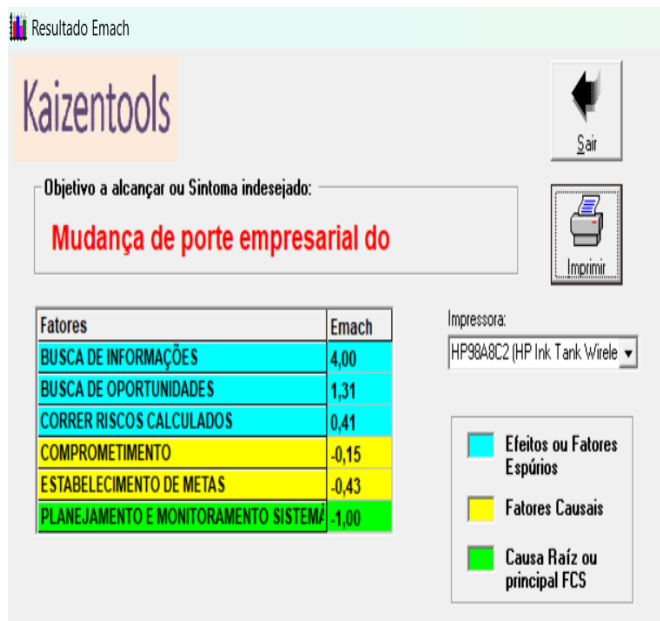 Resultado Emach
Kaizentools
Sair
Objetivo a alcançar ou Sintoma indesejado:
Mudança de porte empresarial do
Imprimir
Fatores Emach
BUSCA DE INFORMAÇÕES 4,00
BUSCA DE OPORTUNIDADES 1,31
CORRER RISCOS CALCULADOS 0,41
COMPROMETIMENTO -0,15
ESTABELECIMENTO DE METAS -0,43
PLANEJAMENTO E MONITORAMENTO SISTEMÁ -1,00
Impressora:
HP98A8C2 (HP Ink Tank Wirele
Efeitos ou Fatores
Espúrios
Fatores Causais
Causa Raíz ou
principal FCS